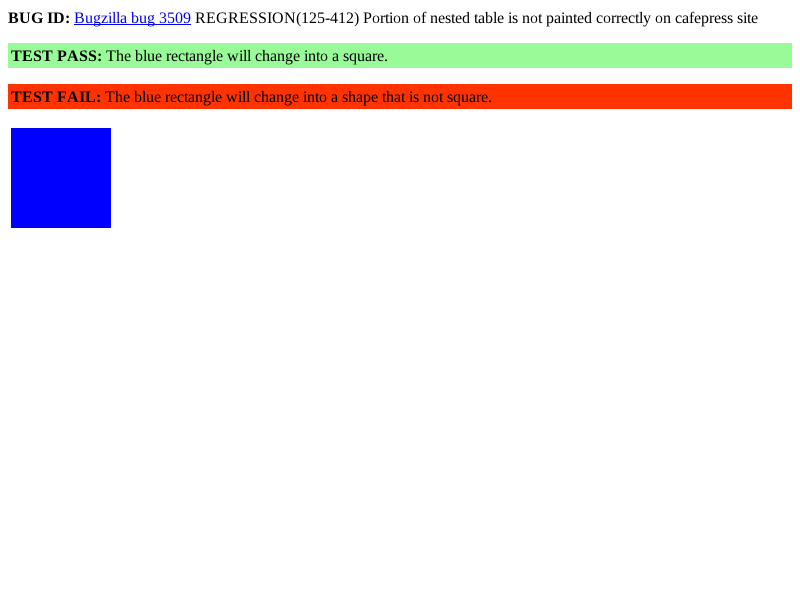 BUG ID: Bugzilla bug 3509 REGRESSION(125-412) Portion of nested table is not painted correctly on cafepress site
TEST PASS: The blue rectangle will change into a square.
TEST FAIL: The blue rectangle will change into a shape that is not square.